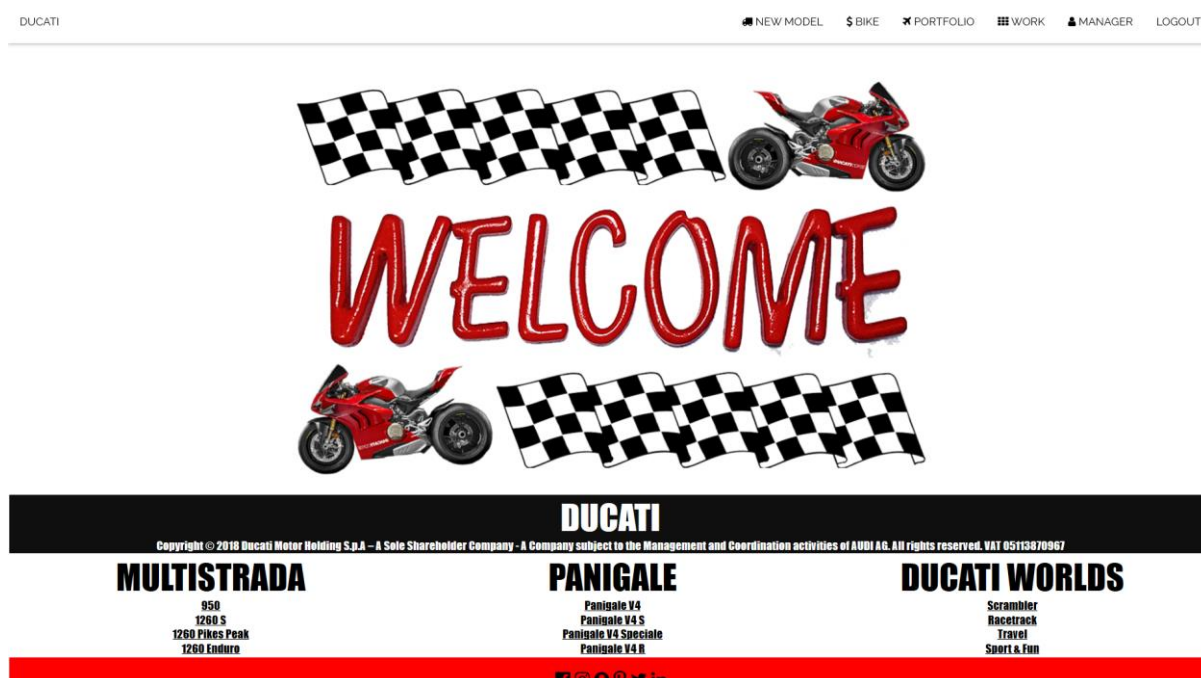 DUCATI
NEW MODEL
BIKE
PORTFOLIO
WORK
MANAGER
LOGOUT
WELCOME
DUCATI
Copyright © 2018 Ducati Motor Holding S.p.A – A Sole Shareholder Company - A Company subject to the Management and Coordination activities of AUDI AG. All rights reserved. VAT 05113870967
MULTISTRADA
950
1260 S
1260 Pikes Peak
1260 Enduro
PANIGALE
Panigale V4
Panigale V4 S
Panigale V4 Speciale
Panigale V4 R
DUCATI WORLDS
Scrambler
Racetrack
Travel
Sport & Fun